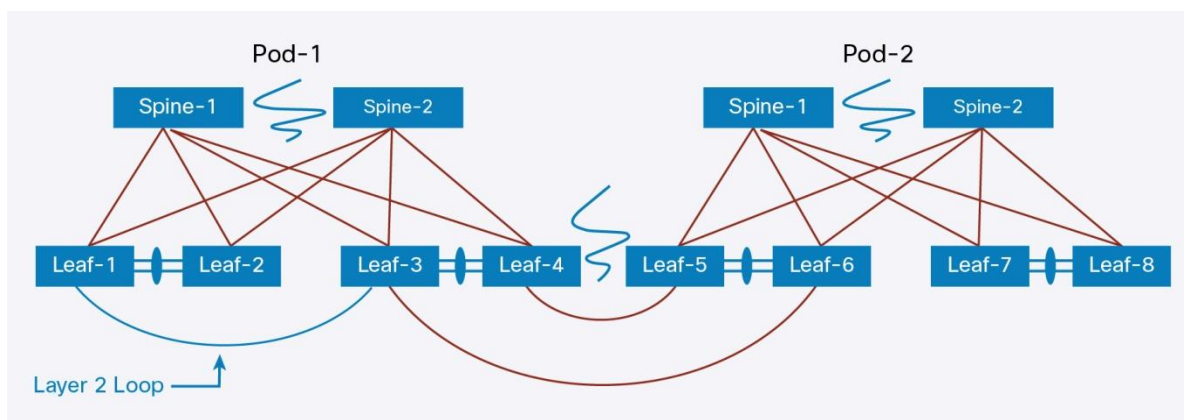 Pod-1
Pod-2
Spine-1
Spine-2
Spine-1
Spine-2
Leaf-1
Leaf-2
Leaf-3
Leaf-4
Leaf-5
Leaf-6
Leaf-7
Leaf-8
Layer 2 Loop